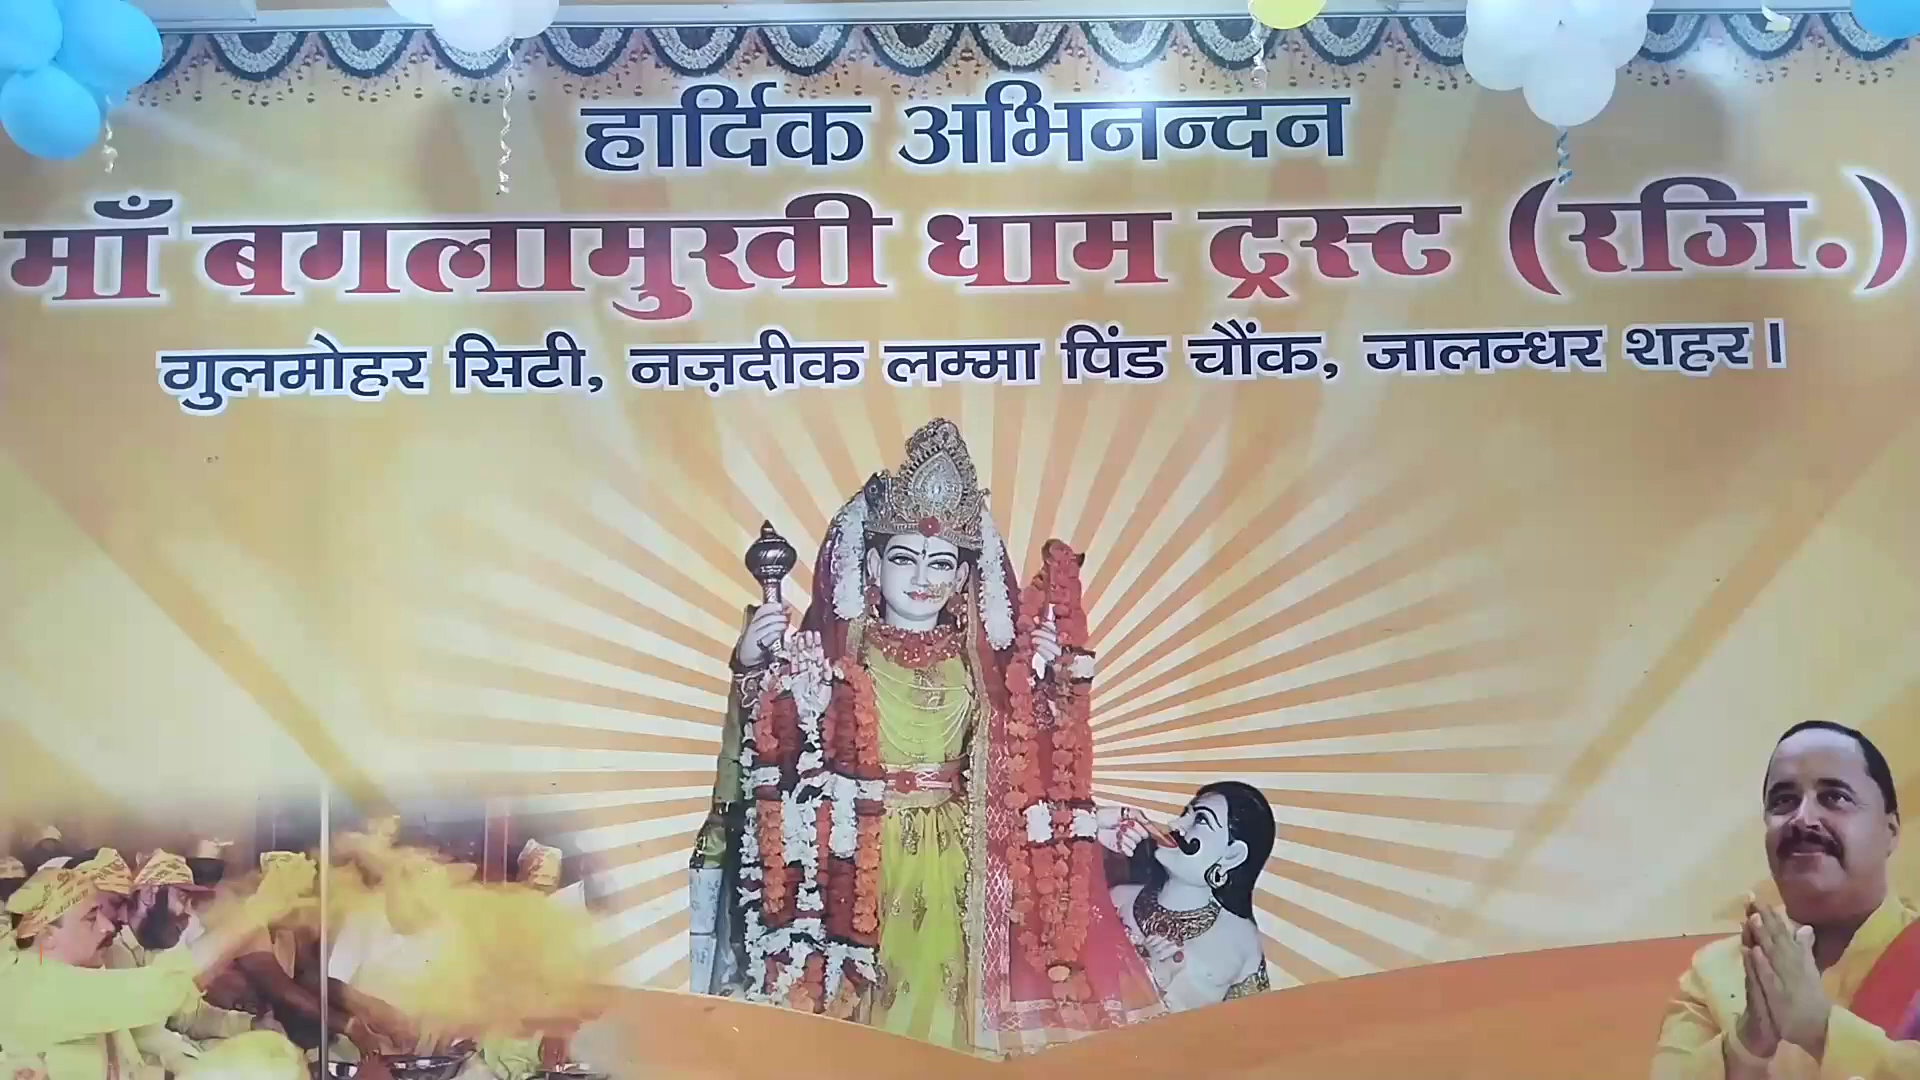 हार्दिक अभिनन्दन
माँ बगलामुखी धाम ट्रस्ट (रजि.)
गुलमोहर सिटी, नज़दीक लम्मा पिंड चौंक, जालन्धर शहर।